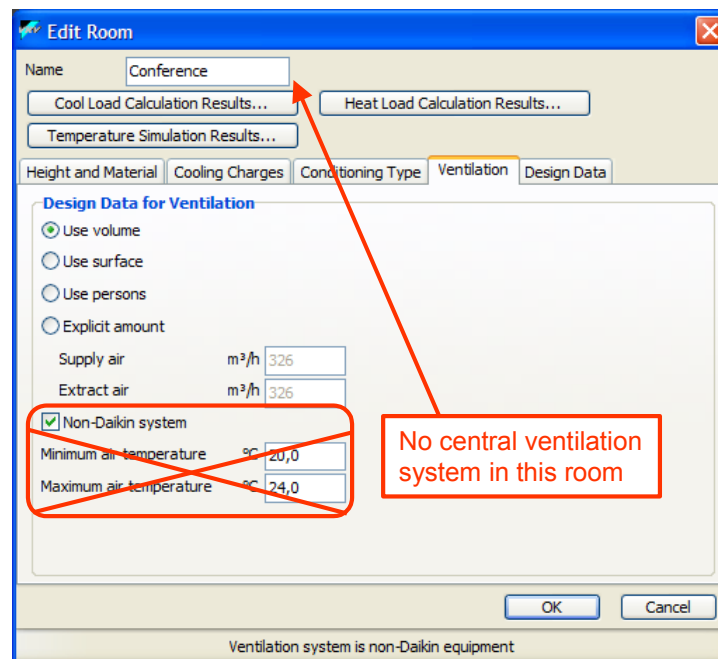 Edit Room
Name Conference
Cool Load Calculation Results... Heat Load Calculation Results...
Temperature Simulation Results...
Height and Material Cooling Charges Conditioning Type Ventilation Design Data
Design Data for Ventilation
Use volume
Use surface
Use persons
Explicit amount
Supply air m³/h 326
Extract air m³/h 326
Non-Daikin system
Minimum air temperature ºC 20,0
Maximum air temperature ºC 24,0
No central ventilation
system in this room
OK Cancel
Ventilation system is non-Daikin equipment